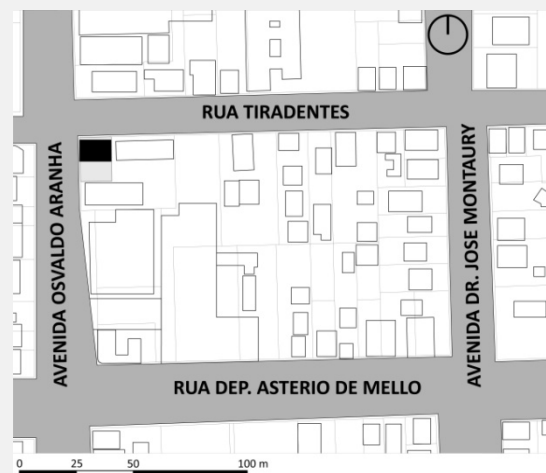 RUA TIRADENTES
AVENIDA OSVALDO ARANHA
AVENIDA DR. JOSE MONTAURY
RUA DEP. ASTERIO DE MELLO
0 25 50 100 m